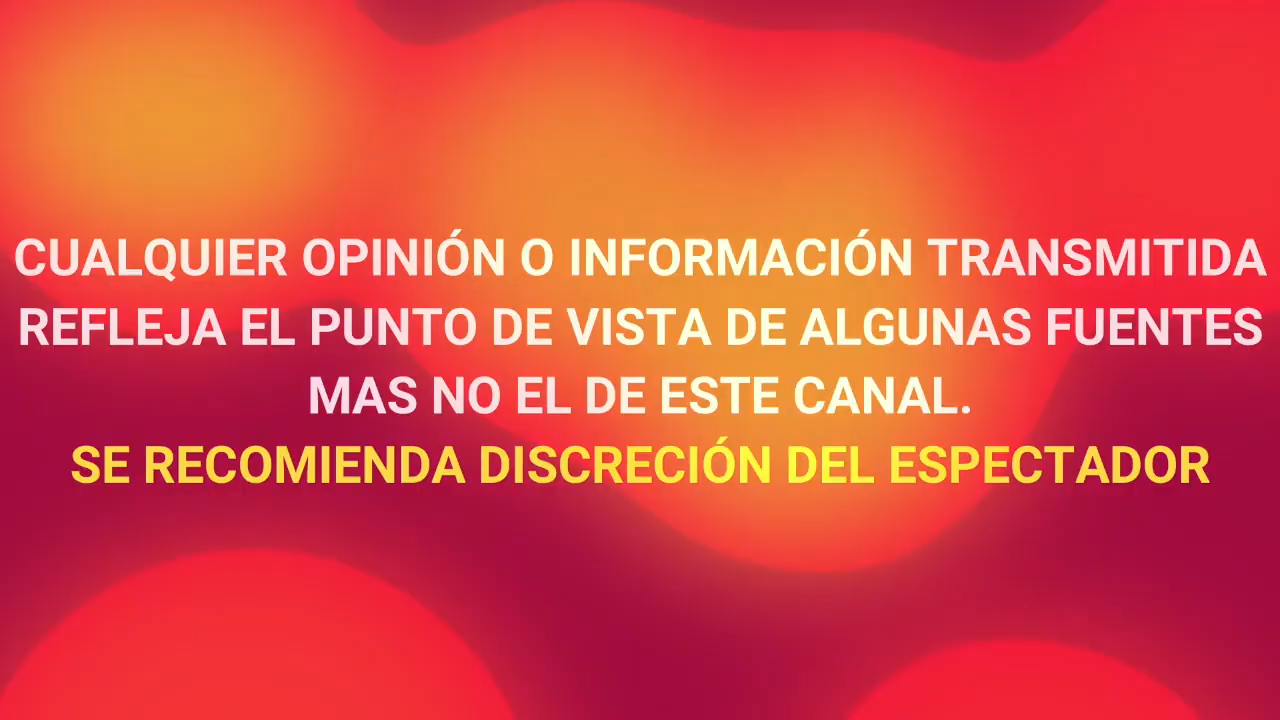 CUALQUIER OPINIÓN O INFORMACIÓN TRANSMITIDA
REFLEJA EL PUNTO DE VISTA DE ALGUNAS FUENTES
MAS NO EL DE ESTE CANAL.
SE RECOMIENDA DISCRECIÓN DEL ESPECTADOR